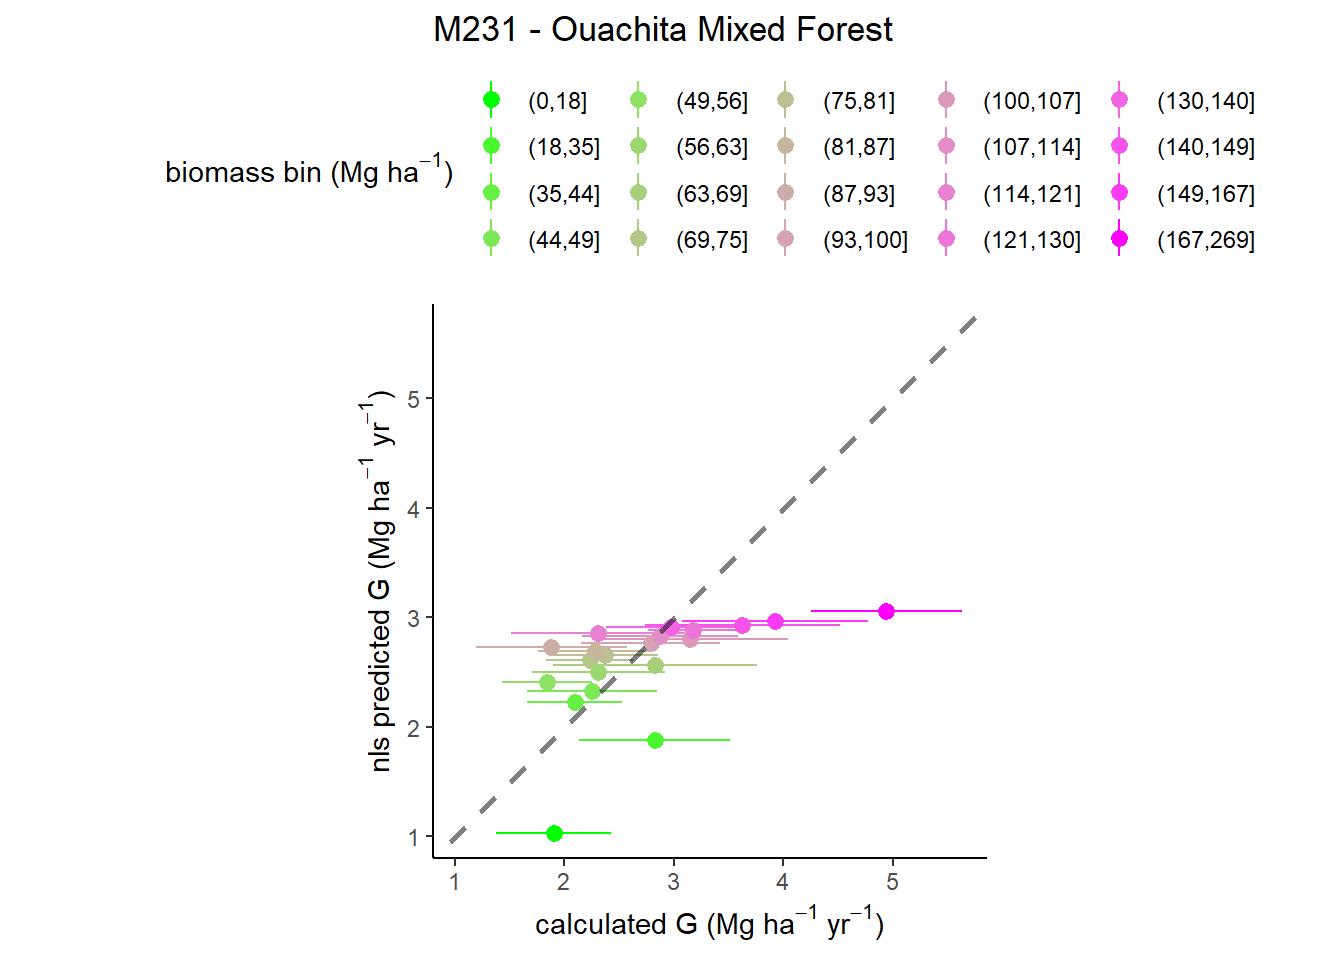 M231 - Ouachita Mixed Forest
biomass bin (Mg ha⁻¹)
(0,18] (49,56] (75,81] (100,107] (130,140]
(18,35] (56,63] (81,87] (107,114] (140,149]
(35,44] (63,69] (87,93] (114,121] (149,167]
(44,49] (69,75] (93,100] (121,130] (167,269]
nls predicted G (Mg ha⁻¹ yr⁻¹)
5
4
3
2
1
1 2 3 4 5
calculated G (Mg ha⁻¹ yr⁻¹)